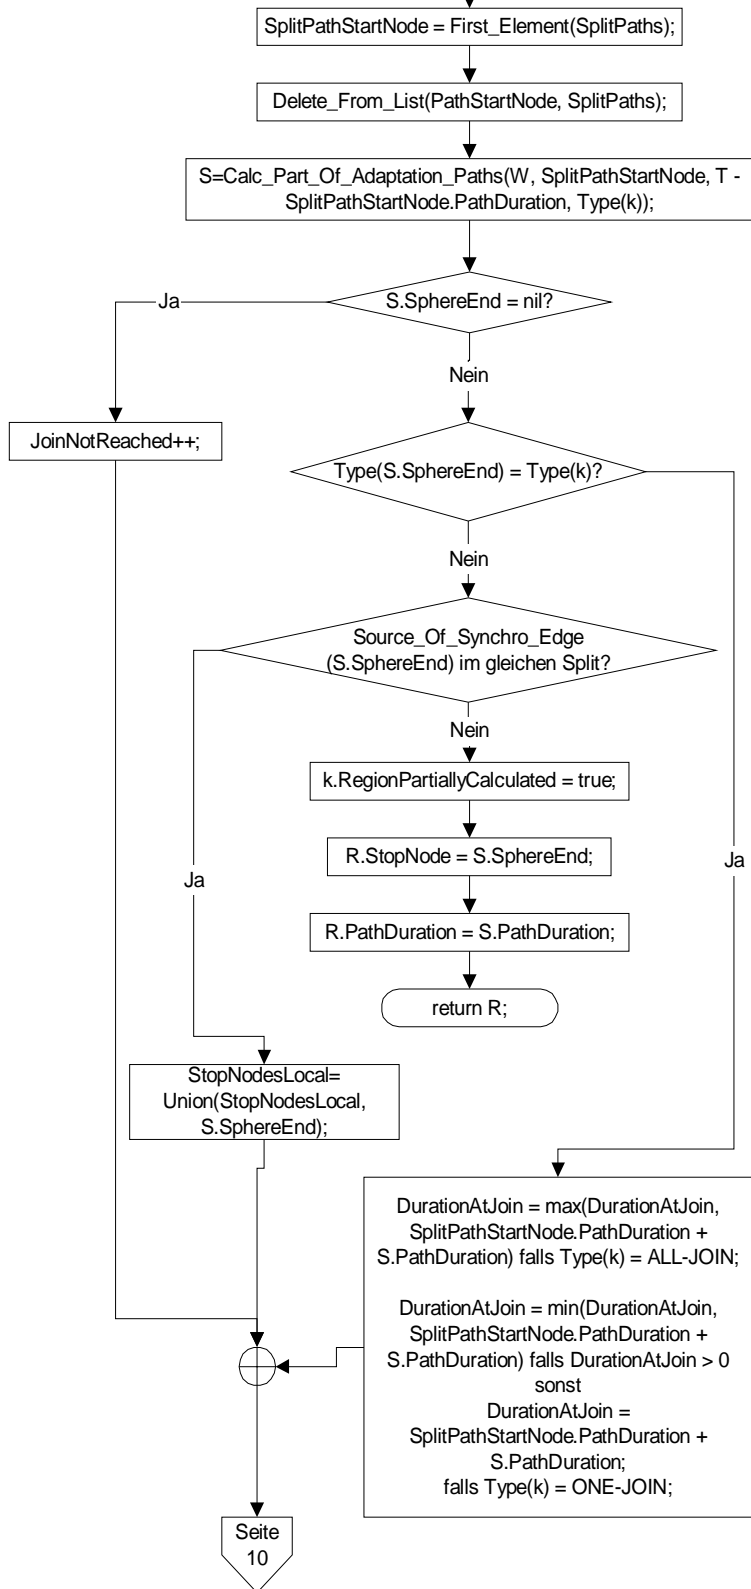 SplitPathStartNode = First_Element(SplitPaths);
Delete_From_List(PathStartNode, SplitPaths);
S=Calc_Part_Of_Adaptation_Paths(W, SplitPathStartNode, T -
SplitPathStartNode.PathDuration, Type(k));
S.SphereEnd = nil?
Ja
Nein
JoinNotReached++;
Type(S.SphereEnd) = Type(k)?
Nein
Source_Of_Synchro_Edge
(S.SphereEnd) im gleichen Split?
Nein
k.RegionPartiallyCalculated = true;
R.StopNode = S.SphereEnd;
Ja
Ja
R.PathDuration = S.PathDuration;
return R;
StopNodesLocal=
Union(StopNodesLocal,
S.SphereEnd);
DurationAtJoin = max(DurationAtJoin,
SplitPathStartNode.PathDuration +
S.PathDuration) falls Type(k) = ALL-JOIN;
DurationAtJoin = min(DurationAtJoin,
SplitPathStartNode.PathDuration +
S.PathDuration) falls DurationAtJoin > 0
sonst
DurationAtJoin =
SplitPathStartNode.PathDuration +
S.PathDuration;
falls Type(k) = ONE-JOIN;
Seite
10